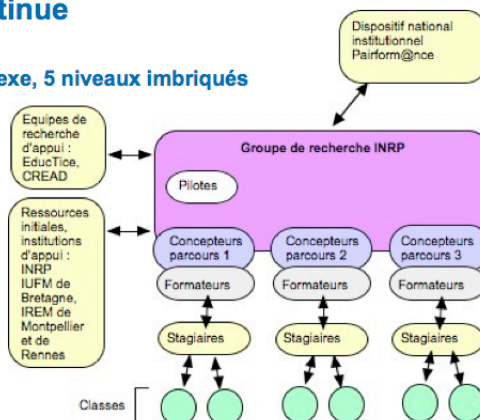 tinue
exe, 5 niveaux imbriqués
Dispositif national
institutionnel
Pairform@nce
Equipes de
recherche
d'appui :
EducTice,
CREAD
Groupe de recherche INRP
Pilotes
Ressources
initiales,
institutions
d'appui :
INRP
IUFM de
Bretagne,
IREM de
Montpellier
et de
Rennes
Concepteurs
parcours 1
Concepteurs
parcours 2
Concepteurs
parcours 3
Formateurs
Formateurs
Formateurs
Stagiaires
Stagiaires
Stagiaires
Classes